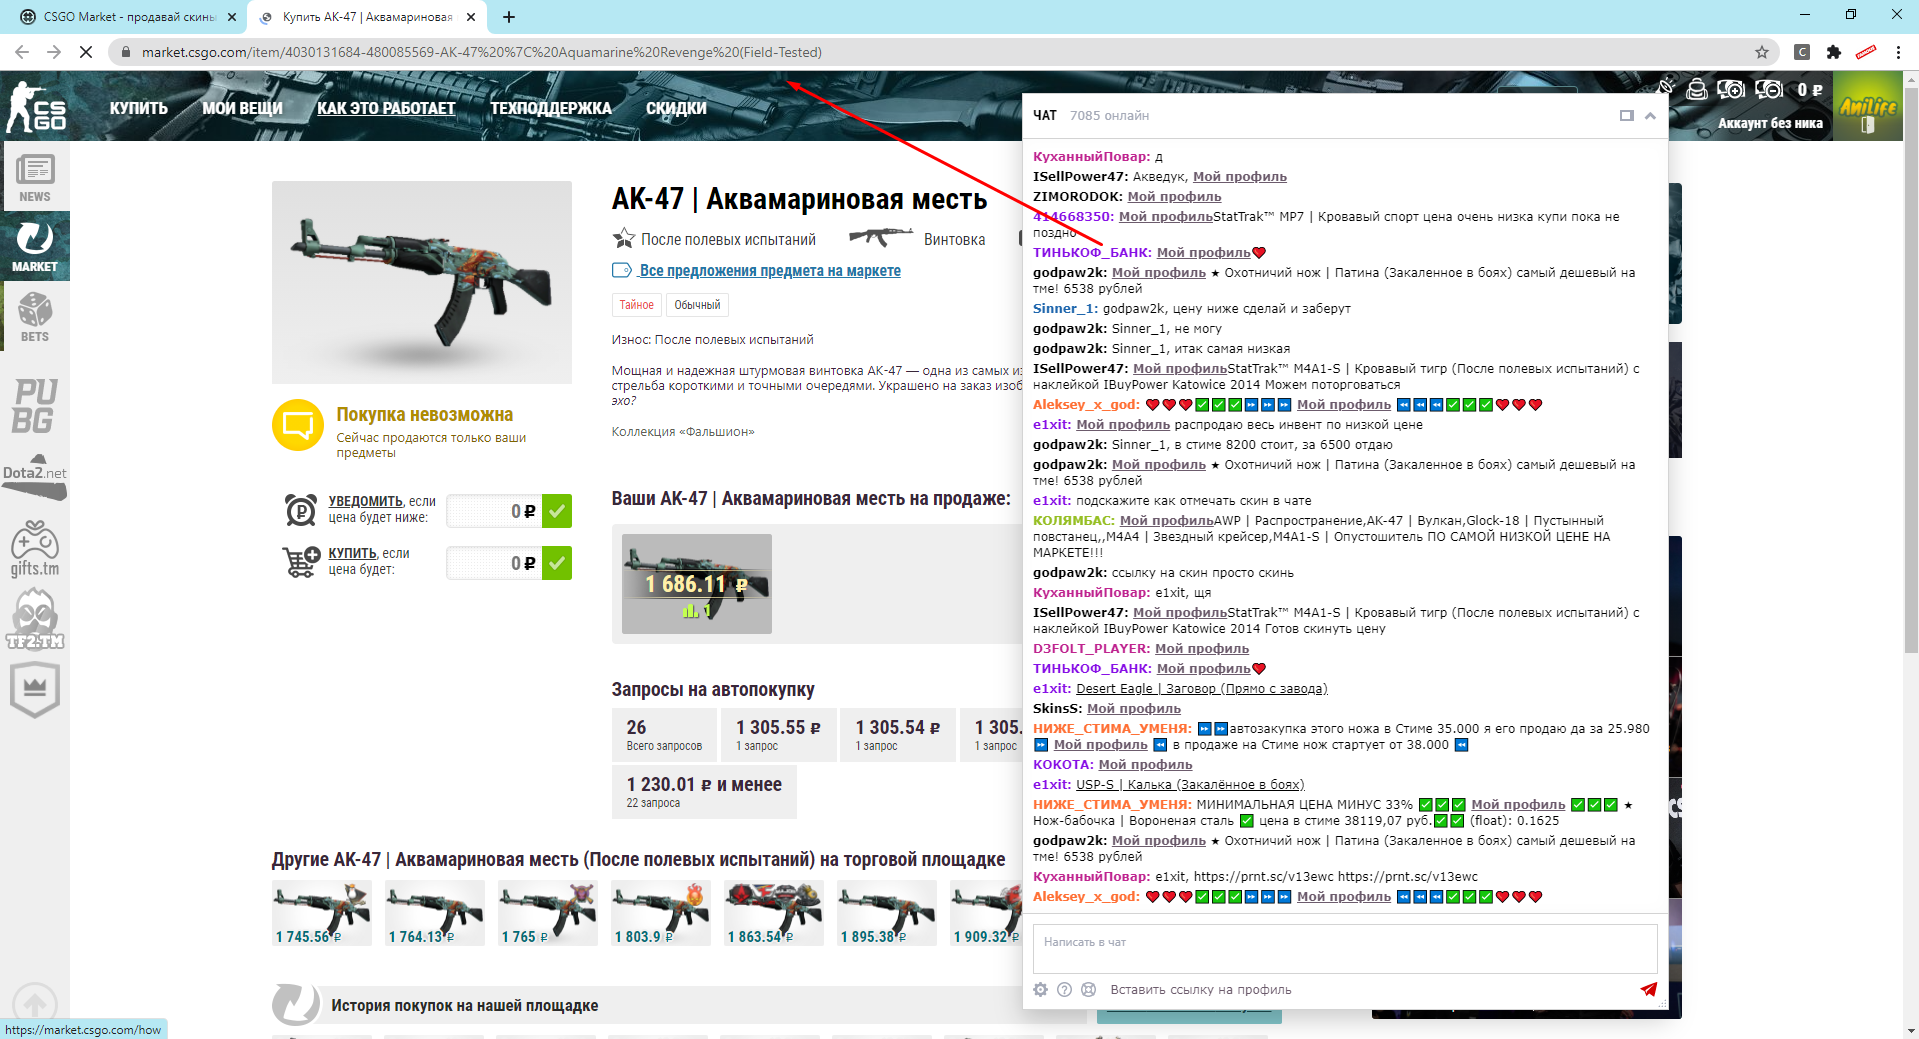 CSGO Market - продавай скины
Купить AK-47 | Аквамариновая
market.csgo.com/item/4030131684-480085569-AK-47%20%7C%20Aquamarine%20Revenge%20(Field-Tested)
CS GO
КУПИТЬ
МОИ ВЕЩИ
КАК ЭТО РАБОТАЕТ
ТЕХПОДДЕРЖКА
СКИДКИ
0 ₽
Аккаунт без ника
AniLife
NEWS
MARKET
BETS
PUBG
Dota2.net
gifts.tm
TF2.TM
AK-47 | Аквамариновая месть
После полевых испытаний
Винтовка
Все предложения предмета на маркете
Тайное
Обычный
Износ: После полевых испытаний
Мощная и надежная штурмовая винтовка AK-47 — одна из самых
стрельба короткими и точными очередями. Украшено на заказ
эхо?
Коллекция «Фальшион»
Покупка невозможна
Сейчас продаются только ваши
предметы
УВЕДОМИТЬ, если
цена будет ниже:
0 ₽
КУПИТЬ, если
цена будет:
0 ₽
Ваши AK-47 | Аквамариновая месть на продаже:
1 686.11 ₽
1
Запросы на автопокупку
26
Всего запросов
1 305.55 ₽
1 запрос
1 305.54 ₽
1 запрос
1 305.
1 запрос
1 230.01 ₽ и менее
22 запроса
Другие AK-47 | Аквамариновая месть (После полевых испытаний) на торговой площадке
1 745.56 ₽
1 764.13 ₽
1 765 ₽
1 803.9 ₽
1 863.54 ₽
1 895.38 ₽
1 909.32 ₽
История покупок на нашей площадке
https://market.csgo.com/how
ЧАТ 7085 онлайн
КуханныйПовар: д
ISellPower47: Акведук, Мой профиль
ZIMORODOK: Мой профиль
414668350: Мой профильStatTrak™ MP7 | Кровавый спорт цена очень низка купи пока не
поздно
ТИНЬКОФ_БАНК: Мой профиль❤
godpaw2k: Мой профиль ★ Охотничий нож | Патина (Закаленное в боях) самый дешевый на
тме! 6538 рублей
Sinner_1: godpaw2k, цену ниже сделай и заберут
godpaw2k: Sinner_1, не могу
godpaw2k: Sinner_1, итак самая низкая
ISellPower47: Мой профильStatTrak™ M4A1-S | Кровавый тигр (После полевых испытаний) с
наклейкой IBuyPower Katowice 2014 Можем поторговаться
Aleksey_x_god: ❤❤❤✅✅✅⏩⏩⏩ Мой профиль ⏪⏪⏪✅✅✅❤❤❤
e1xit: Мой профиль распродаю весь инвент по низкой цене
godpaw2k: Sinner_1, в стиме 8200 стоит, за 6500 отдаю
godpaw2k: Мой профиль ★ Охотничий нож | Патина (Закаленное в боях) самый дешевый на
тме! 6538 рублей
e1xit: подскажите как отмечать скин в чате
КОЛЯМБАС: Мой профильAWP | Распространение,AK-47 | Вулкан,Glock-18 | Пустынный
повстанец,,M4A4 | Звездный крейсер,M4A1-S | Опустошитель ПО САМОЙ НИЗКОЙ ЦЕНЕ НА
МАРКЕТЕ!!!
godpaw2k: ссылку на скин просто скинь
КуханныйПовар: e1xit, щя
ISellPower47: Мой профильStatTrak™ M4A1-S | Кровавый тигр (После полевых испытаний) с
наклейкой IBuyPower Katowice 2014 Готов скинуть цену
D3FOLT_PLAYER: Мой профиль
ТИНЬКОФ_БАНК: Мой профиль❤
e1xit: Desert Eagle | Заговор (Прямо с завода)
SkinsS: Мой профиль
НИЖЕ_СТИМА_УМЕНЯ: ⏩⏩автозакупка этого ножа в Стиме 35.000 я его продаю да за 25.980
⏩ Мой профиль ⏪ в продаже на Стиме нож стартует от 38.000 ⏪
КОКОТА: Мой профиль
e1xit: USP-S | Калька (Закалённое в боях)
НИЖЕ_СТИМА_УМЕНЯ: МИНИМАЛЬНАЯ ЦЕНА МИНУС 33% ✅✅✅ Мой профиль ✅✅✅ ★
Нож-бабочка | Вороненая сталь ✅ цена в стиме 38119,07 руб.✅✅ (float): 0.1625
godpaw2k: Мой профиль ★ Охотничий нож | Патина (Закаленное в боях) самый дешевый на
тме! 6538 рублей
КуханныйПовар: e1xit, https://prnt.sc/v13ewc https://prnt.sc/v13ewc
Aleksey_x_god: ❤❤❤✅✅✅⏩⏩⏩ Мой профиль ⏪⏪⏪✅✅✅❤❤❤
Написать в чат
Вставить ссылку на профиль